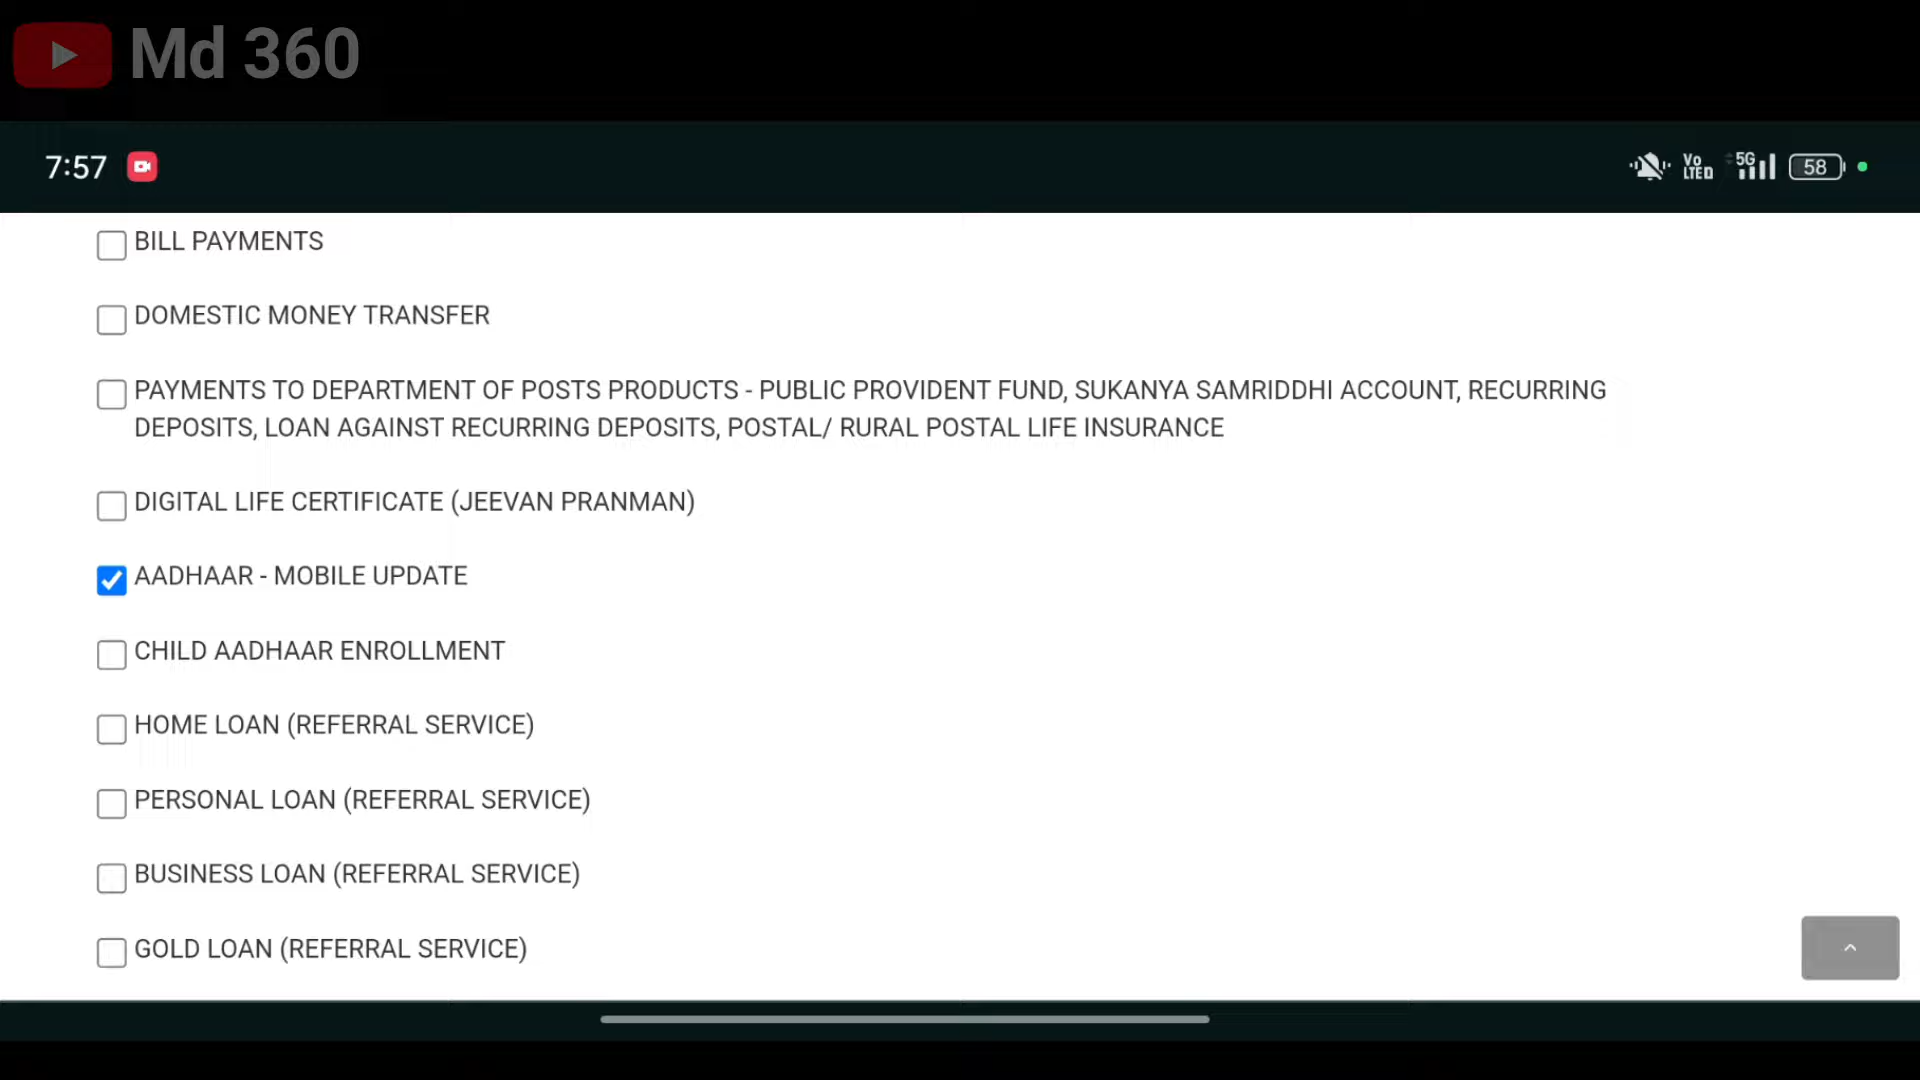 Md 360
7:57
Vo
LTE
5G
58
BILL PAYMENTS
DOMESTIC MONEY TRANSFER
PAYMENTS TO DEPARTMENT OF POSTS PRODUCTS - PUBLIC PROVIDENT FUND, SUKANYA SAMRIDDHI ACCOUNT, RECURRING
DEPOSITS, LOAN AGAINST RECURRING DEPOSITS, POSTAL/ RURAL POSTAL LIFE INSURANCE
DIGITAL LIFE CERTIFICATE (JEEVAN PRANMAN)
AADHAAR - MOBILE UPDATE
CHILD AADHAAR ENROLLMENT
HOME LOAN (REFERRAL SERVICE)
PERSONAL LOAN (REFERRAL SERVICE)
BUSINESS LOAN (REFERRAL SERVICE)
GOLD LOAN (REFERRAL SERVICE)